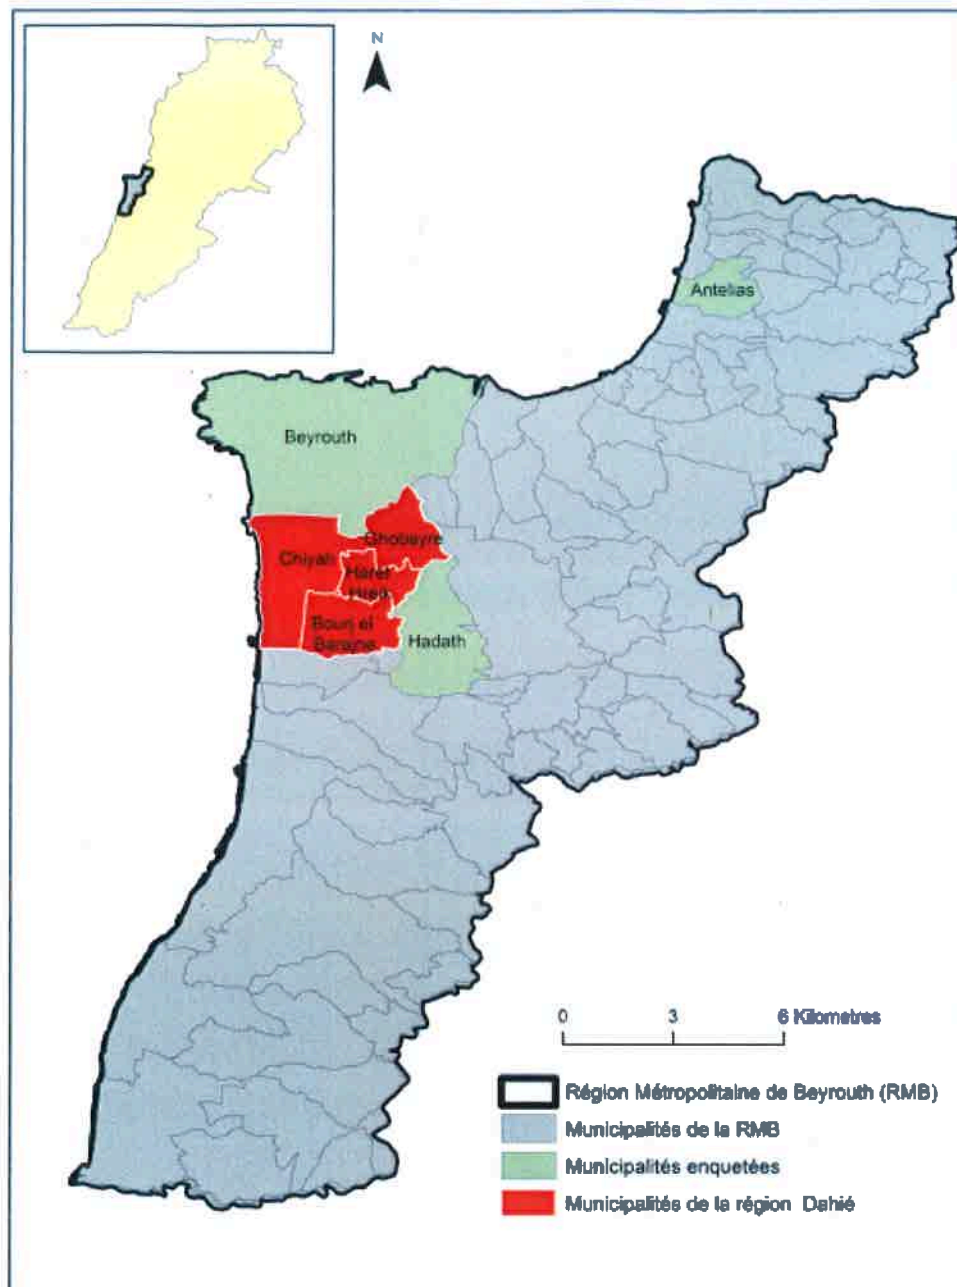 N
Antelias
Beyrouth
Ghobeyre
Chiyah
Haret
Hreik
Bourj el
Barajne
Hadath
0 3 6 Kilometres
Région Métropolitaine de Beyrouth (RMB)
Municipalités de la RMB
Municipalités enquetées
Municipalités de la région Dahié